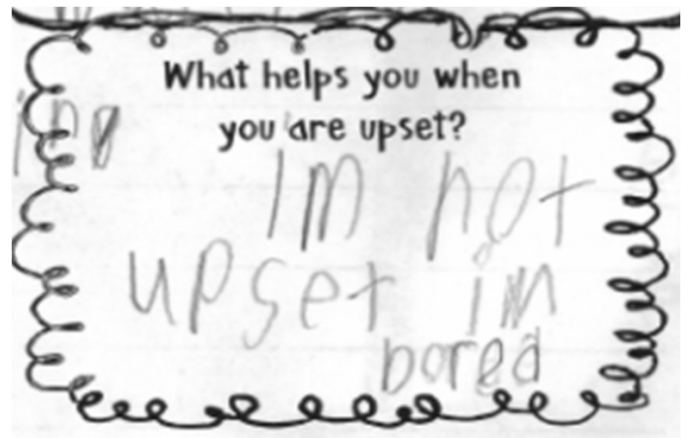 What helps you when
you are upset?
im not
upset im
bored